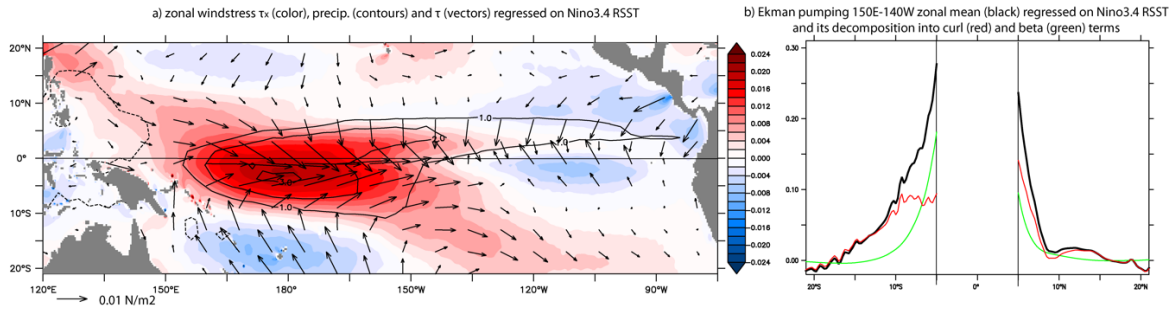 a) zonal windstress τx (color), precip. (contours) and τ (vectors) regressed on Nino3.4 RSST
20°N
10°N
0°
10°S
20°S
120°E
150°E
180°E
150°W
120°W
90°W
1.0
2.0
1.0
1.0
0.01 N/m2
0.024
0.020
0.016
0.012
0.008
0.004
0.000
0.004
0.008
0.012
0.016
0.020
0.024
b) Ekman pumping 150E-140W zonal mean (black) regressed on Nino3.4 RSST
and its decomposition into curl (red) and beta (green) terms
0.30
0.20
0.10
0.00
20°S
10°S
0°
10°N
20°N